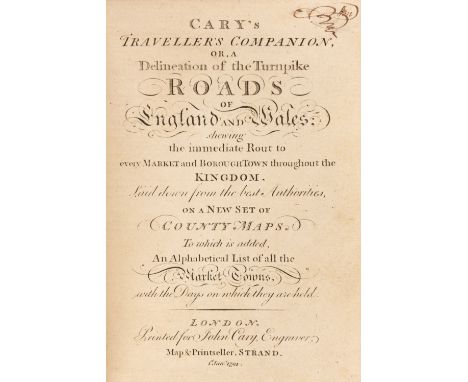 CARY's
TRAVELLER'S COMPANION,
OR, A
Delineation of the Turnpike
ROADS
OF
England AND Wales;
shewing
the immediate Rout to
every MARKET and BOROUGH TOWN throughout the
KINGDOM.
Laid down from the best Authorities,
ON A NEW SET OF
COUNTY MAPS.
To which is added,
An Alphabetical List of all the
Market Towns,
with the Days on which they are held.
LONDON,
Printed for John Cary, Engraver,
Map & Printseller, STRAND.
1791.